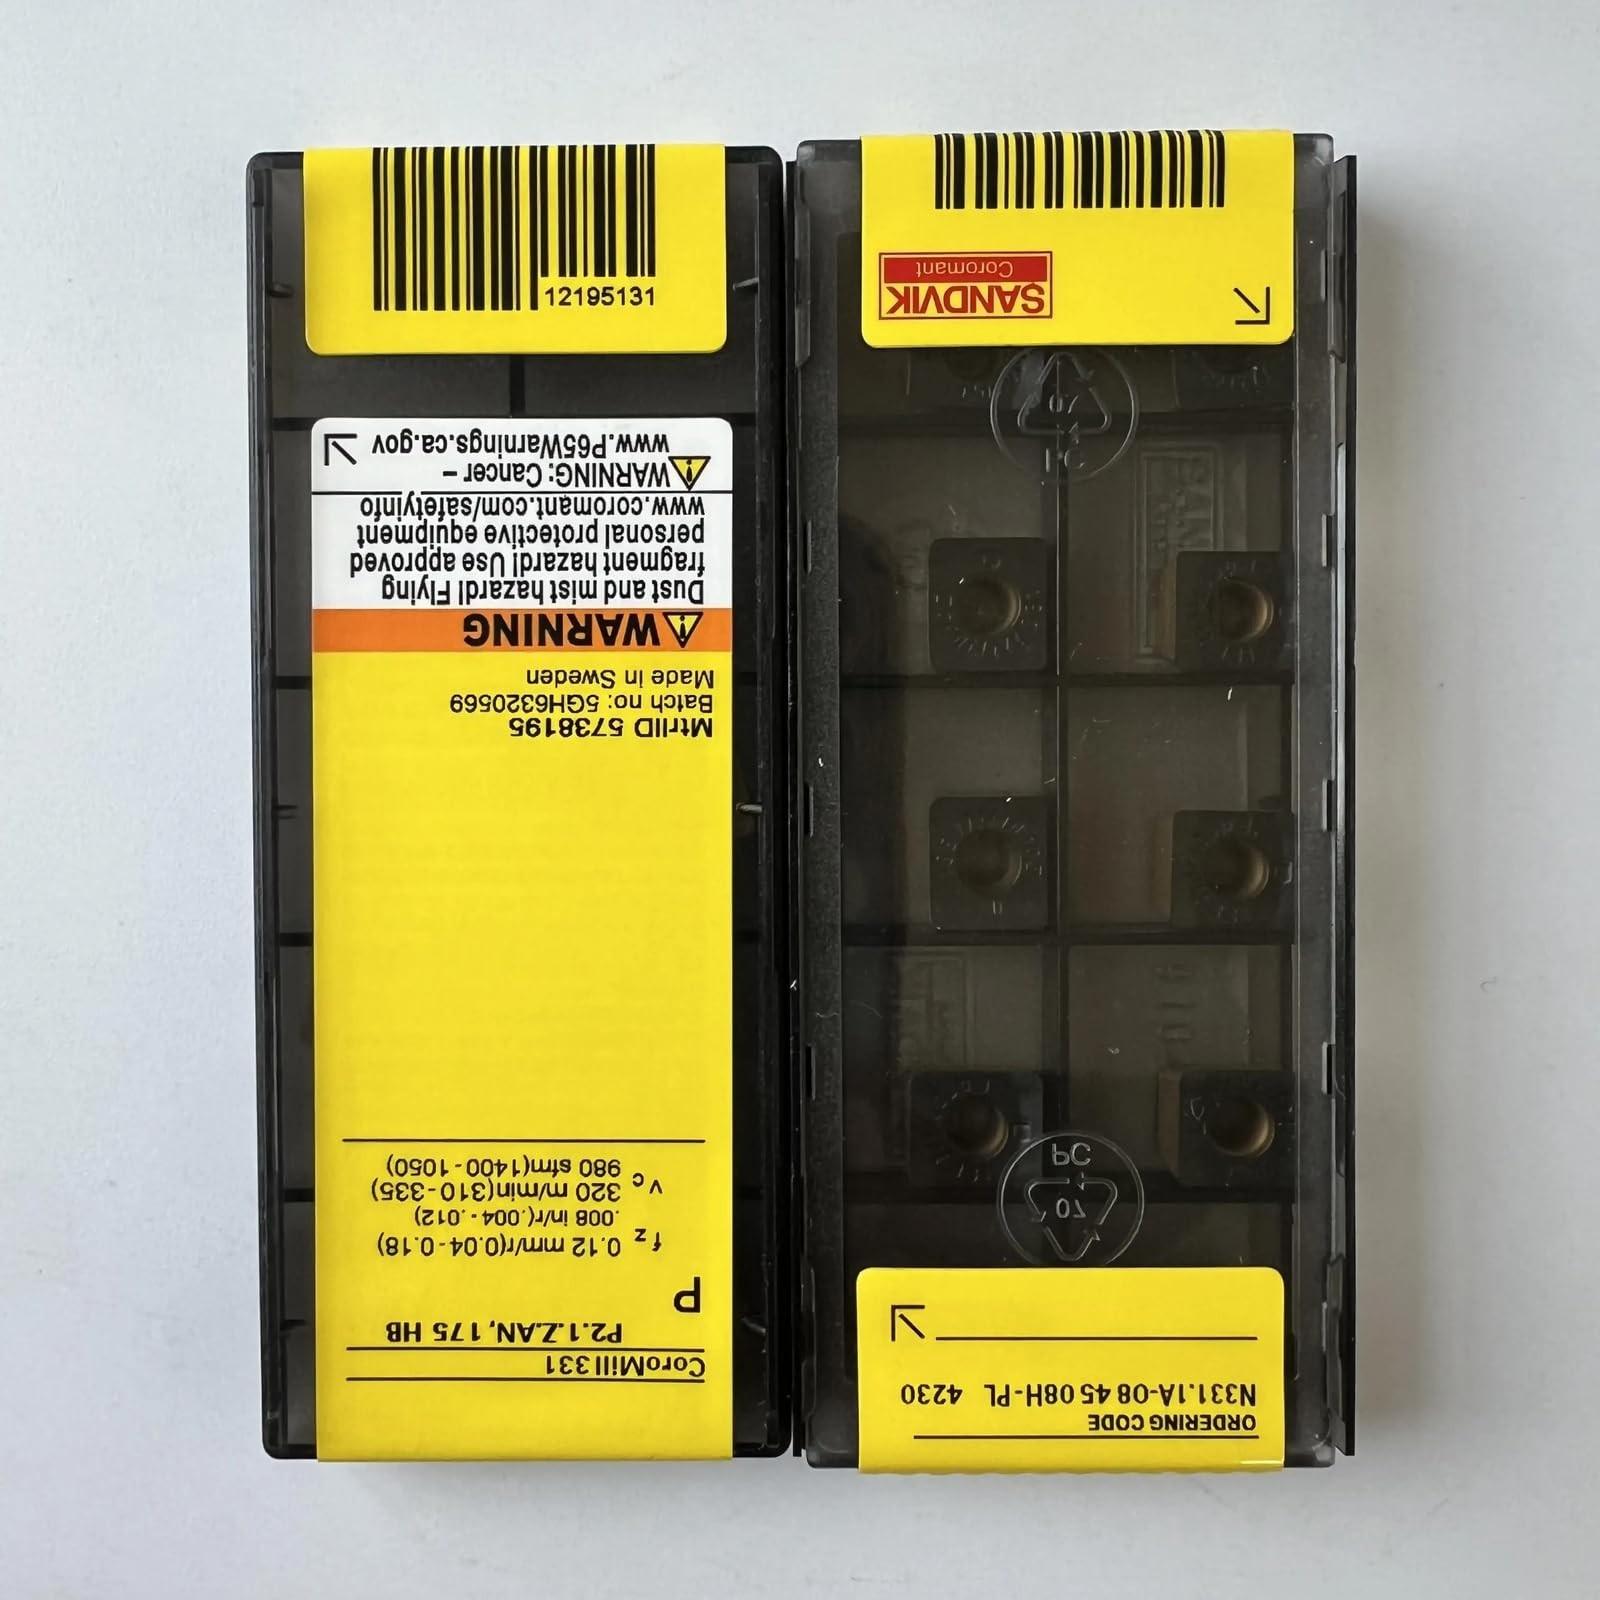 12195131
CoroMill 331
P2.1.Z.AN, 175 HB
P
fz 0.12 mm/r(0.04-0.18)
.008 in/r(.004-.012)
vc 320 m/min(310-335)
980 sfm(1400-1050)
MtrlID 5738195
Batch no: 5GH6320569
Made in Sweden
WARNING
Dust and mist hazard! Flying
fragment hazard! Use approved
personal protective equipment
www.coromant.com/safetyinfo
WARNING: Cancer –
www.P65Warnings.ca.gov
ORDERING CODE
N331.1A-08 45 08H-PL 4230
07
PC
07
PC
SANDVIK
Coromant